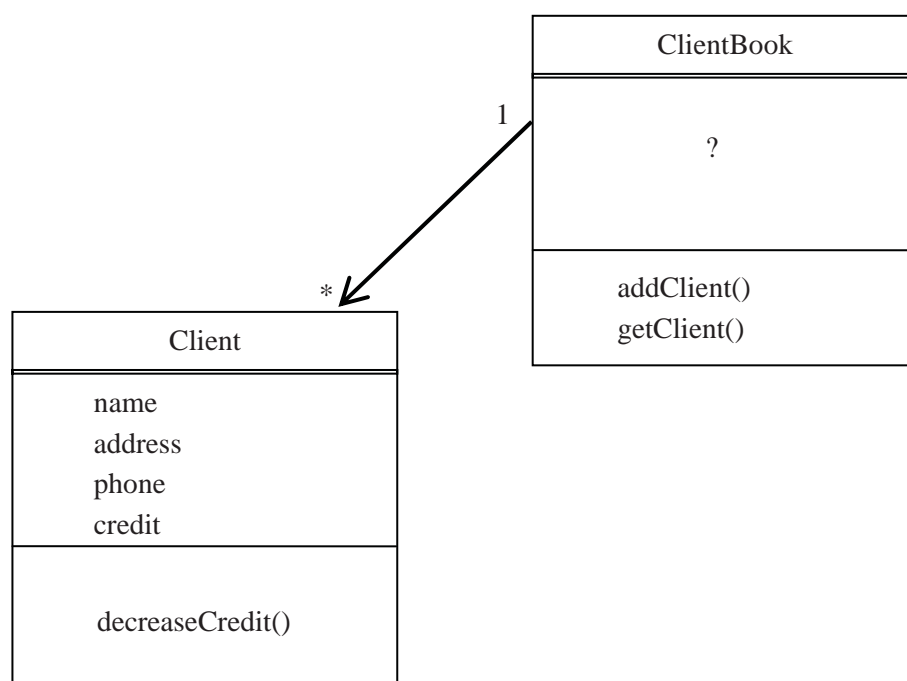 ClientBook
1
?
*
addClient()
getClient()
Client
name
address
phone
credit
decreaseCredit()